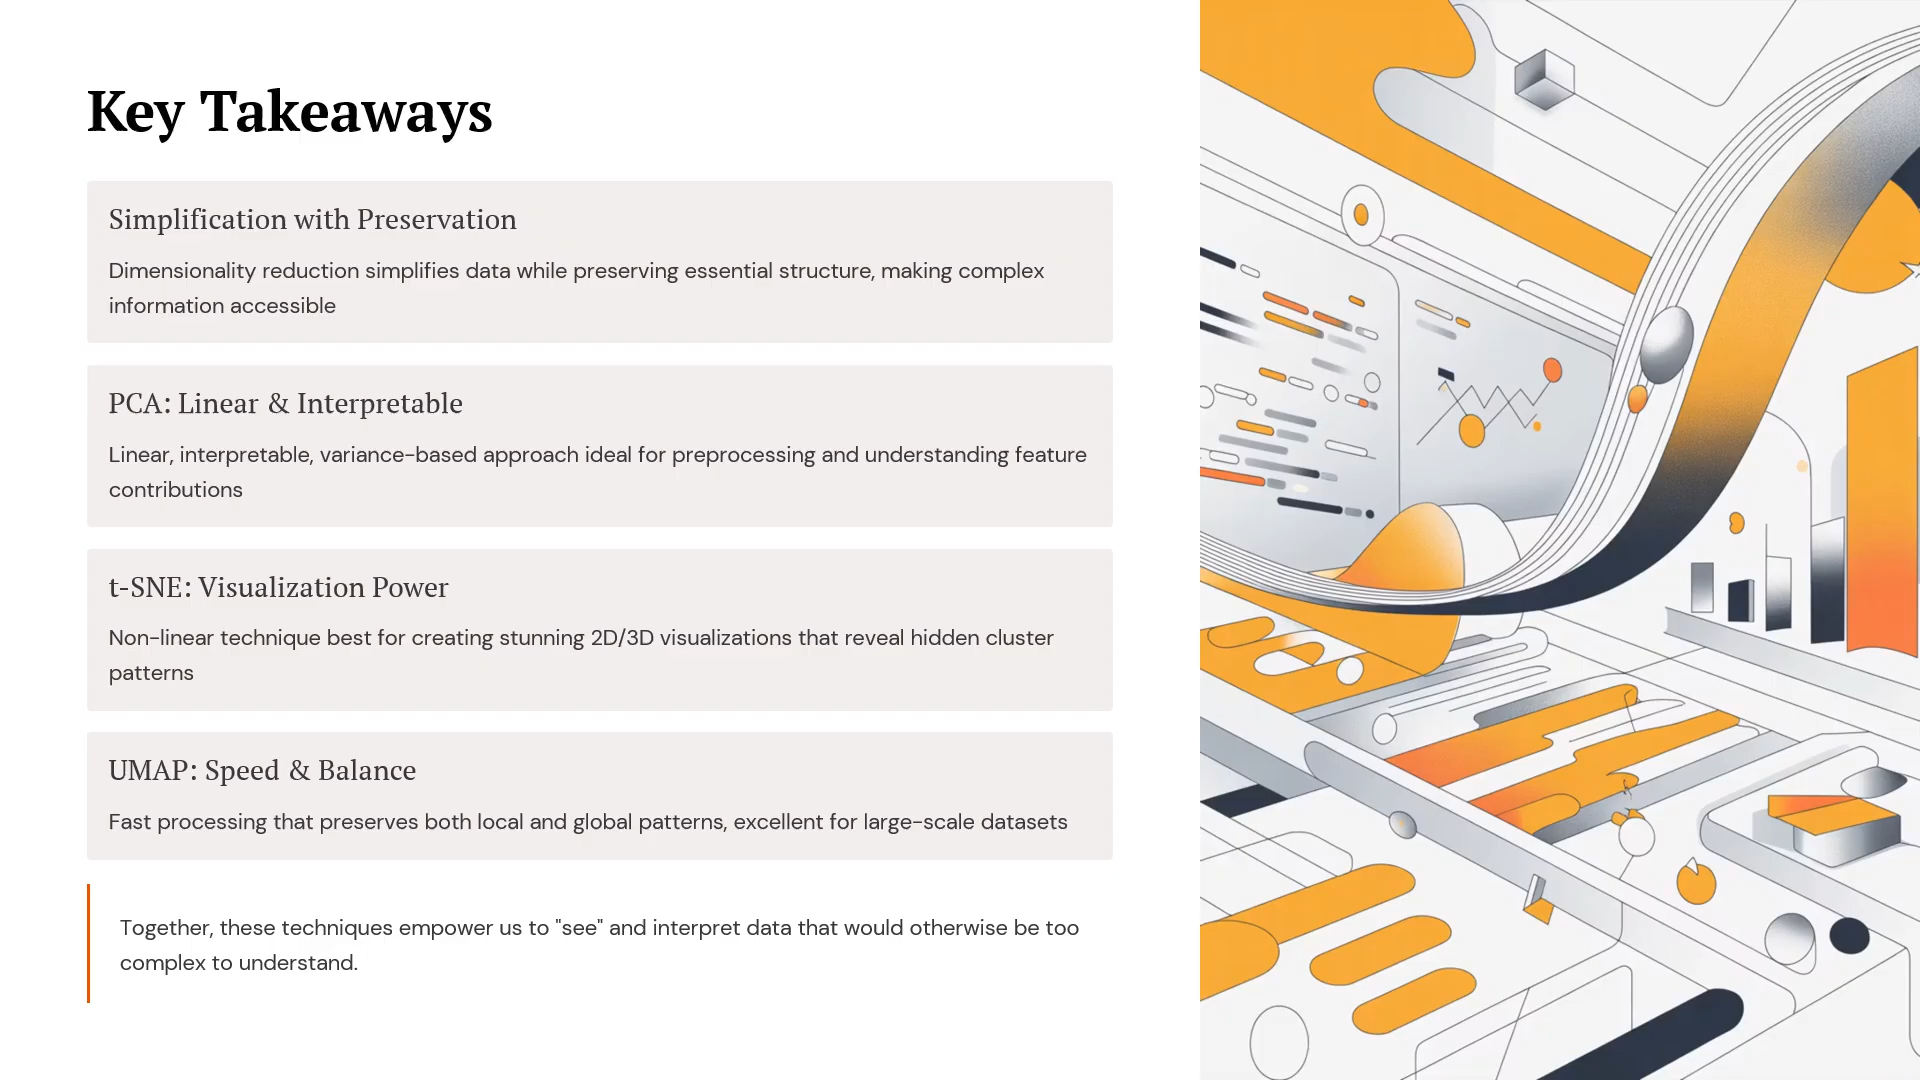 Key Takeaways
Simplification with Preservation
Dimensionality reduction simplifies data while preserving essential structure, making complex
information accessible
PCA: Linear & Interpretable
Linear, interpretable, variance-based approach ideal for preprocessing and understanding feature
contributions
t-SNE: Visualization Power
Non-linear technique best for creating stunning 2D/3D visualizations that reveal hidden cluster
patterns
UMAP: Speed & Balance
Fast processing that preserves both local and global patterns, excellent for large-scale datasets
Together, these techniques empower us to "see" and interpret data that would otherwise be too
complex to understand.